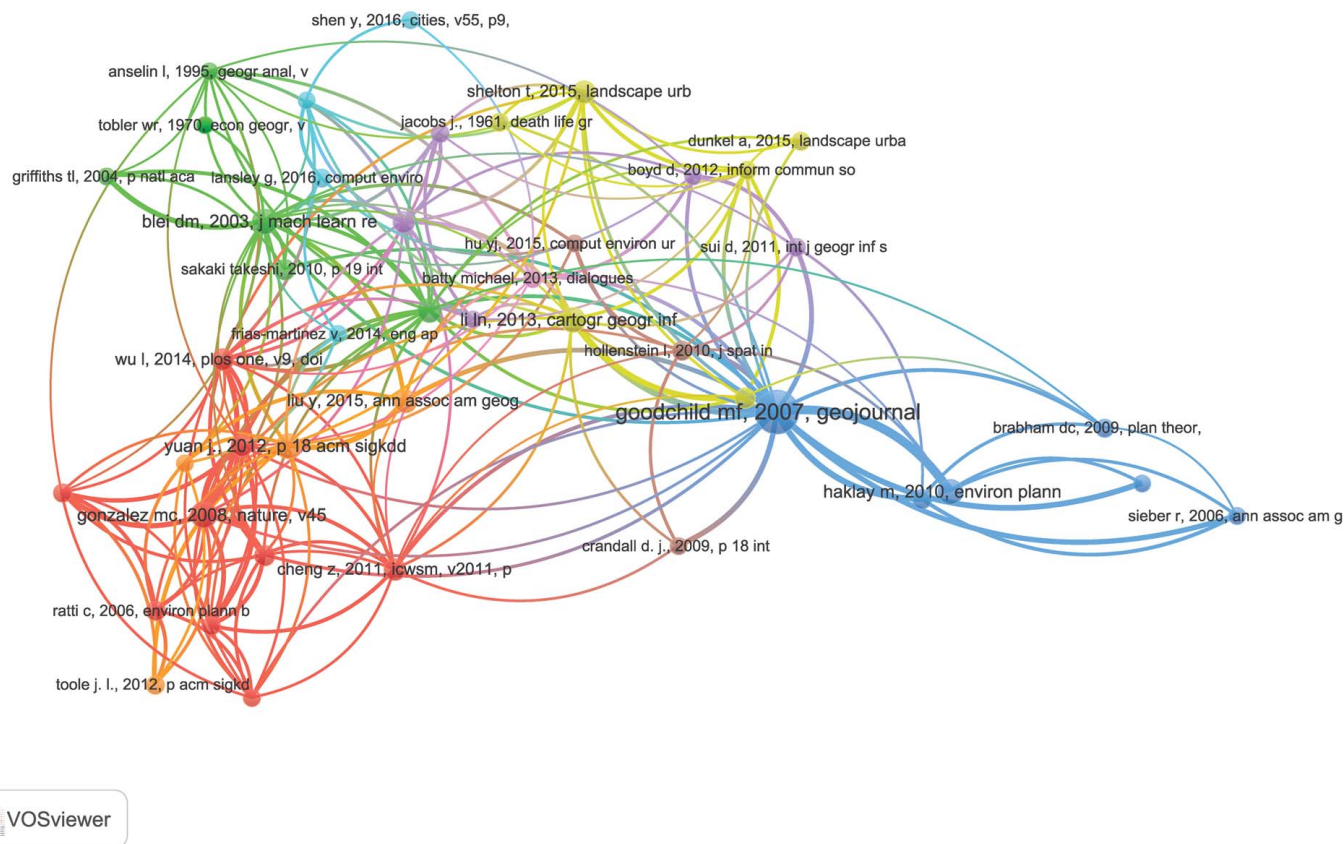 shen y, 2016, cities, v55, p9,
anselin l, 1995, geogr anal, v
shelton t, 2015, landscape urb
tobler wr, 1970, econ geogr, v
jacobs j., 1961, death life gr
dunkel a, 2015, landscape urba
griffiths tl, 2004, p natl aca
lansley g, 2016, comput enviro
boyd d, 2012, inform commun so
blei dm, 2003, j mach learn re
hu yj, 2015, comput environ ur
sui d, 2011, int j geogr inf s
sakaki takeshi, 2010, p 19 int
batty michael, 2013, dialogues
frias-martinez v, 2014, eng ap
li ln, 2013, cartogr geogr inf
wu l, 2014, plos one, v9, doi
hollenstein l, 2010, j spat in
liu y, 2015, ann assoc am geog
goodchild mf, 2007, geojournal
brabham dc, 2009, plan theor,
yuan j., 2012, p 18 acm sigkdd
haklay m, 2010, environ plann
gonzalez mc, 2008, nature, v45
sieber r, 2006, ann assoc am g
crandall d. j., 2009, p 18 int
cheng z, 2011, icwsm, v2011, p
ratti c, 2006, environ plann b
toole j. l., 2012, p acm sigkd
VOSviewer